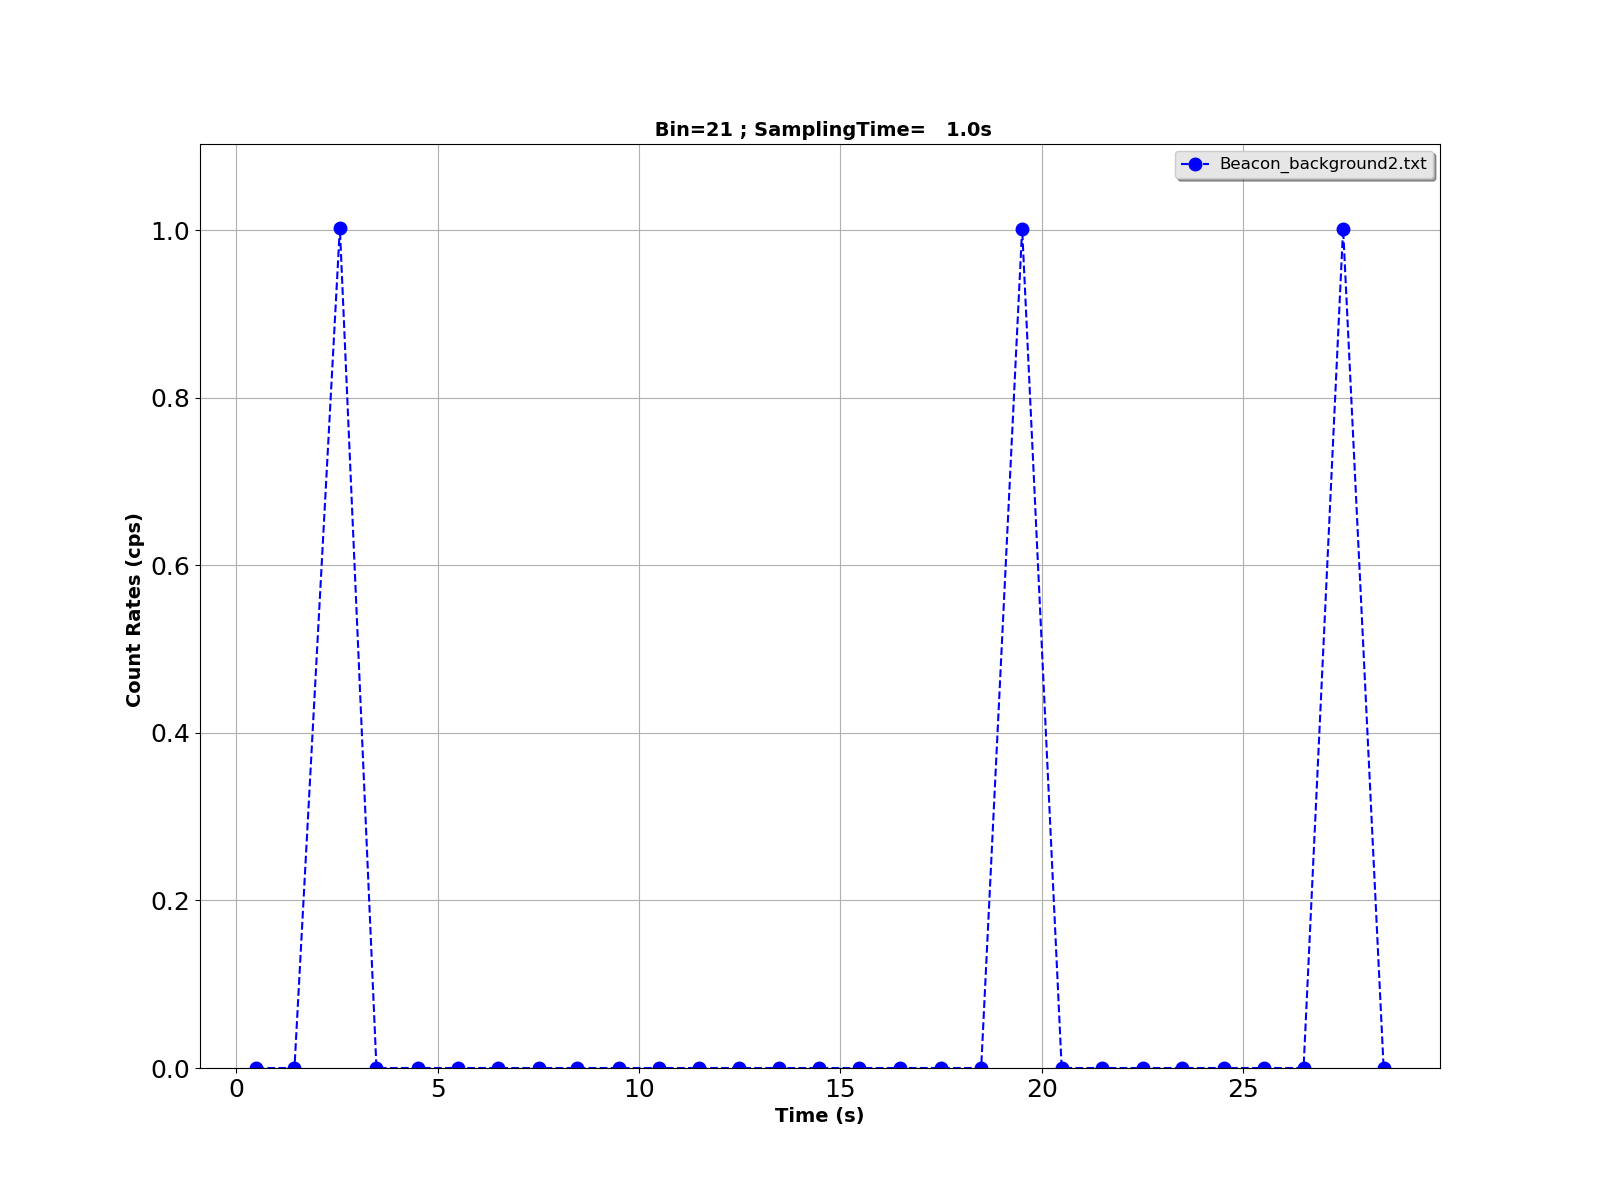 Bin=21 ; SamplingTime=   1.0s
Beacon_background2.txt
1.0
0.8
0.6
0.4
0.2
0.0
Count Rates (cps)
0 5 10 15 20 25
Time (s)